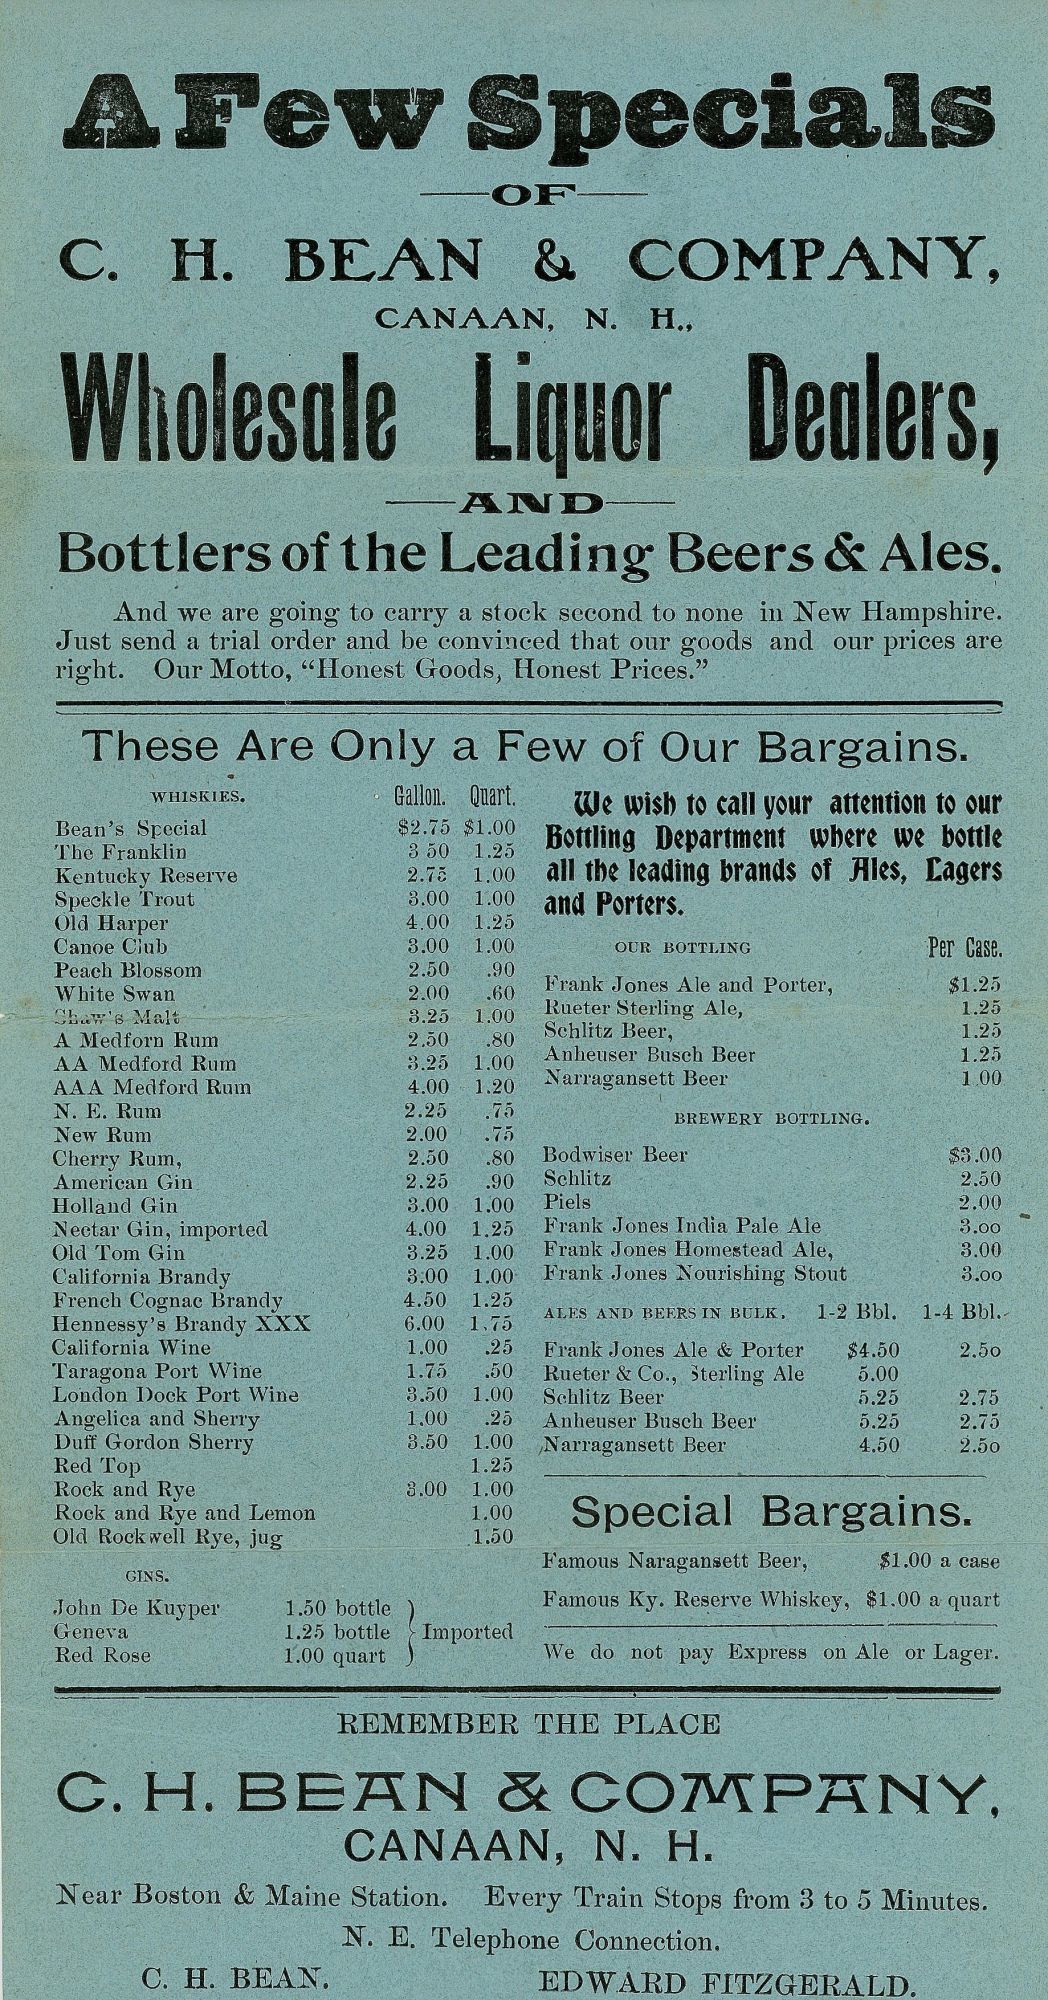 A Few Specials
OF
C. H. BEAN & COMPANY,
CANAAN, N. H.,
Wholesale Liquor Dealers,
AND
Bottlers of the Leading Beers & Ales.
And we are going to carry a stock second to none in New Hampshire.
Just send a trial order and be convinced that our goods and our prices are
right. Our Motto, "Honest Goods, Honest Prices."
These Are Only a Few of Our Bargains.
WHISKIES. Gallon. Quart.
Bean's Special $2.75 $1.00
The Franklin 3 50 1.25
Kentucky Reserve 2.75 1.00
Speckle Trout 3.00 1.00
Old Harper 4.00 1.25
Canoe Club 3.00 1.00
Peach Blossom 2.50 .90
White Swan 2.00 .60
Shaw's Malt 3.25 1.00
A Medforn Rum 2.50 .80
AA Medford Rum 3.25 1.00
AAA Medford Rum 4.00 1.20
N. E. Rum 2.25 .75
New Rum 2.00 .75
Cherry Rum, 2.50 .80
American Gin 2.25 .90
Holland Gin 3.00 1.00
Nectar Gin, imported 4.00 1.25
Old Tom Gin 3.25 1.00
California Brandy 3.00 1.00
French Cognac Brandy 4.50 1.25
Hennessy's Brandy XXX 6.00 1.75
California Wine 1.00 .25
Taragona Port Wine 1.75 .50
London Dock Port Wine 3.50 1.00
Angelica and Sherry 1.00 .25
Duff Gordon Sherry 3.50 1.00
Red Top 1.25
Rock and Rye 3.00 1.00
Rock and Rye and Lemon 1.00
Old Rockwell Rye, jug 1.50
GINS.
John De Kuyper 1.50 bottle
Geneva 1.25 bottle Imported
Red Rose 1.00 quart
We wish to call your attention to our
Bottling Department where we bottle
all the leading brands of Ales, Lagers
and Porters.
OUR BOTTLING Per Case.
Frank Jones Ale and Porter, $1.25
Rueter Sterling Ale, 1.25
Schlitz Beer, 1.25
Anheuser Busch Beer 1.25
Narragansett Beer 1 00
BREWERY BOTTLING.
Bodwiser Beer $3.00
Schlitz 2.50
Piels 2.00
Frank Jones India Pale Ale 3.oo
Frank Jones Homestead Ale, 3.00
Frank Jones Nourishing Stout 3.oo
ALES AND BEERS IN BULK. 1-2 Bbl. 1-4 Bbl.
Frank Jones Ale & Porter $4.50 2.5o
Rueter & Co., Sterling Ale 5.00
Schlitz Beer 5.25 2.75
Anheuser Busch Beer 5.25 2.75
Narragansett Beer 4.50 2.5o
Special Bargains.
Famous Naragansett Beer, $1.00 a case
Famous Ky. Reserve Whiskey, $1.00 a quart
We do not pay Express on Ale or Lager.
REMEMBER THE PLACE
C. H. BEAN & COMPANY,
CANAAN, N. H.
Near Boston & Maine Station. Every Train Stops from 3 to 5 Minutes.
N. E. Telephone Connection.
C. H. BEAN. EDWARD FITZGERALD.